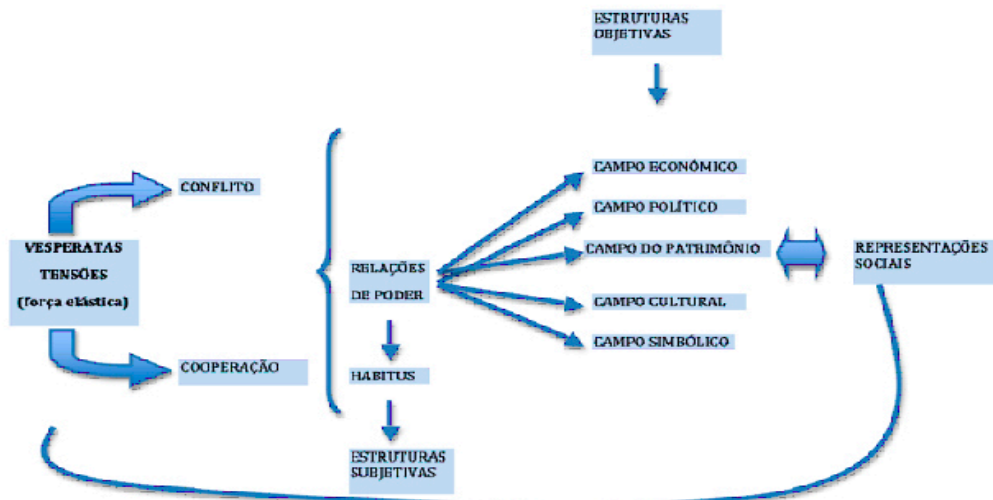 ESTRUTURAS
OBJETIVAS
CONFLITO
VESPERATAS
TENSÕES
(força elástica)
COOPERAÇÃO
RELAÇÕES
DE PODER
HABITUS
ESTRUTURAS
SUBJETIVAS
CAMPO ECONÔMICO
CAMPO POLÍTICO
CAMPO DO PATRIMÔNIO
CAMPO CULTURAL
CAMPO SIMBÓLICO
REPRESENTAÇÕES
SOCIAIS